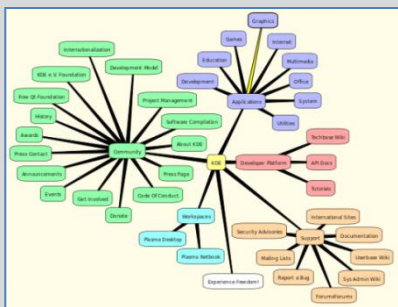 Graphics
Games
Internet
Education
Multimedia
Development
Office
Applications
System
Utilities
Internationalization
Development Model
KDE e.V. Foundation
Project Management
Free Qt Foundation
Software Compilation
History
Awards
About KDE
Press Contact
Community
Announcements
Press Page
Events
Code Of Conduct
Get Involved
Donate
KDE
Developer Platform
Techbase Wiki
API Docs
Tutorials
Workspaces
Plasma Desktop
Plasma Netbook
Experience Freedom!
International Sites
Security Advisories
Support
Documentation
Mailing Lists
Userbase Wiki
Report a Bug
Sys Admin Wiki
ForumsForums